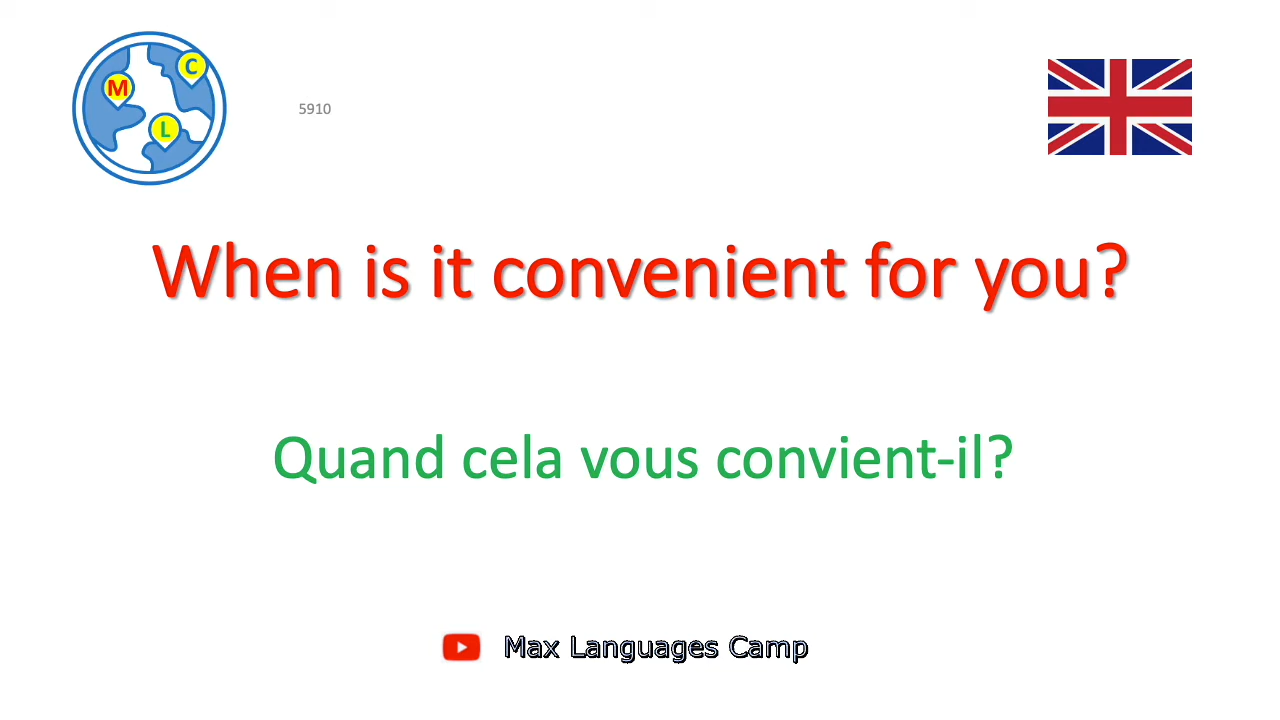 C
M
L
5910
When is it convenient for you?
Quand cela vous convient-il?
Max Languages Camp